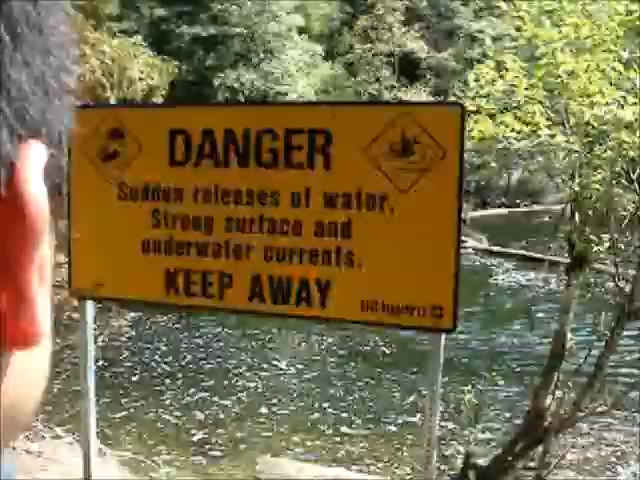 DANGER
Sudden releases of water.
Strong surface and
underwater currents.
KEEP AWAY
BC hydro